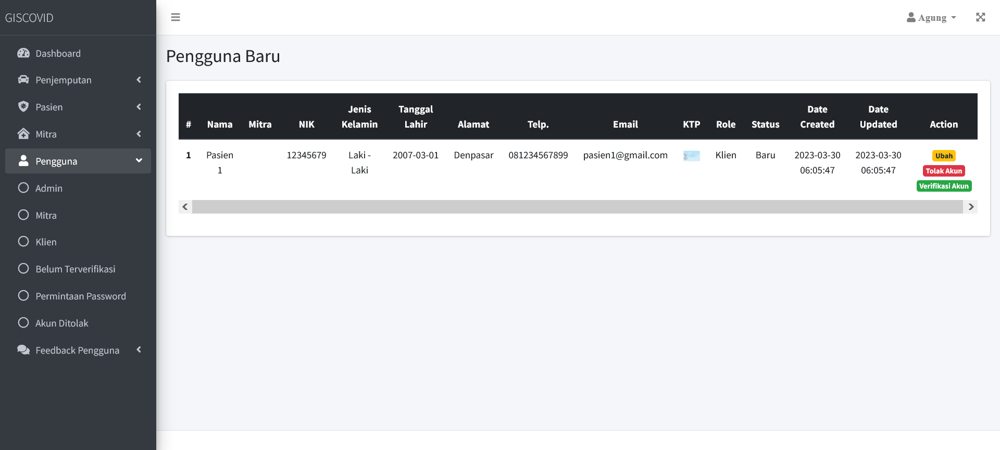 GISCOVID
Agung
Dashboard
Penjemputan
Pasien
Mitra
Pengguna
Admin
Mitra
Klien
Belum Terverifikasi
Permintaan Password
Akun Ditolak
Feedback Pengguna
Pengguna Baru
# Nama Mitra NIK Jenis Kelamin Tanggal Lahir Alamat Telp. Email KTP Role Status Date Created Date Updated Action
1 Pasien 1 12345679 Laki - Laki 2007-03-01 Denpasar 081234567899 pasien1@gmail.com Klien Baru 2023-03-30 06:05:47 2023-03-30 06:05:47 Ubah
Tolak Akun
Verifikasi Akun